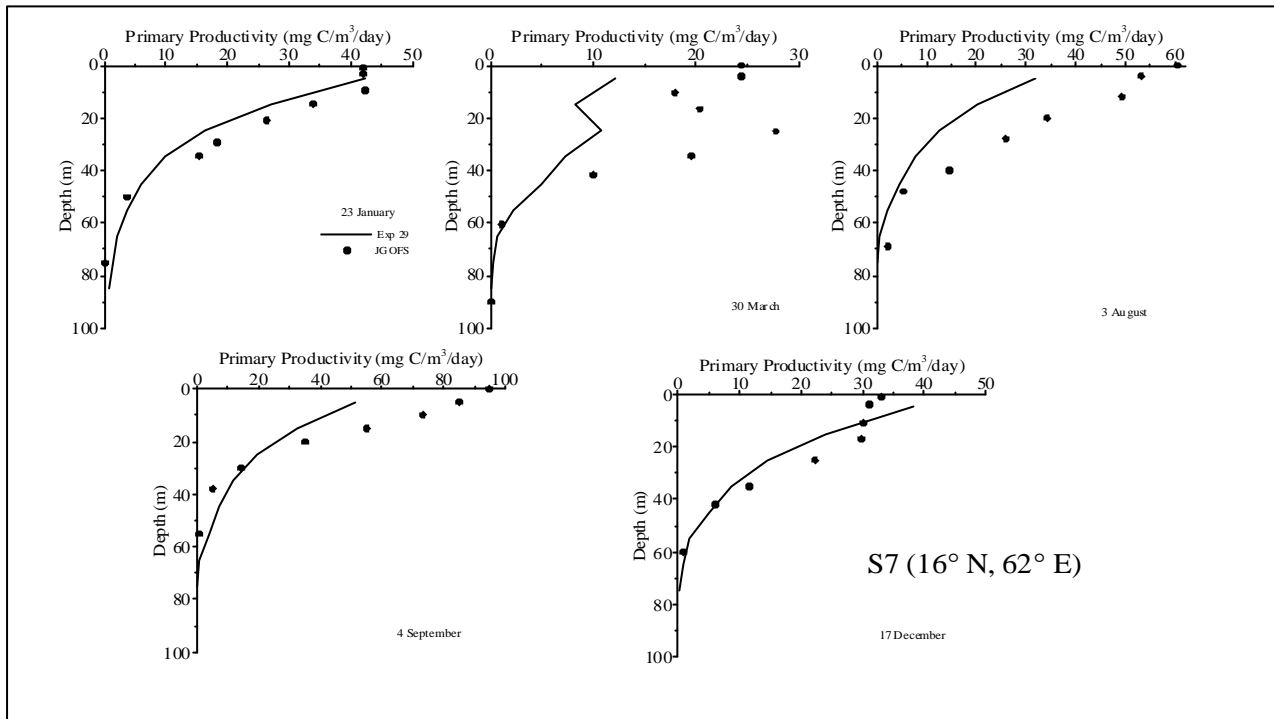 Primary Productivity (mg C/m³/day)
0 10 20 30 40 50
0
20
40
60
80
100
Depth (m)
23 January
Exp 29
JGOFS
Primary Productivity (mg C/m³/day)
0 10 20 30
0
20
40
60
80
100
Depth (m)
30 March
Primary Productivity (mg C/m³/day)
0 10 20 30 40 50 60
0
20
40
60
80
100
Depth (m)
3 August
Primary Productivity (mg C/m³/day)
0 20 40 60 80 100
0
20
40
60
80
100
Depth (m)
4 September
Primary Productivity (mg C/m³/day)
0 10 20 30 40 50
0
20
40
60
80
100
Depth (m)
S7 (16° N, 62° E)
17 December